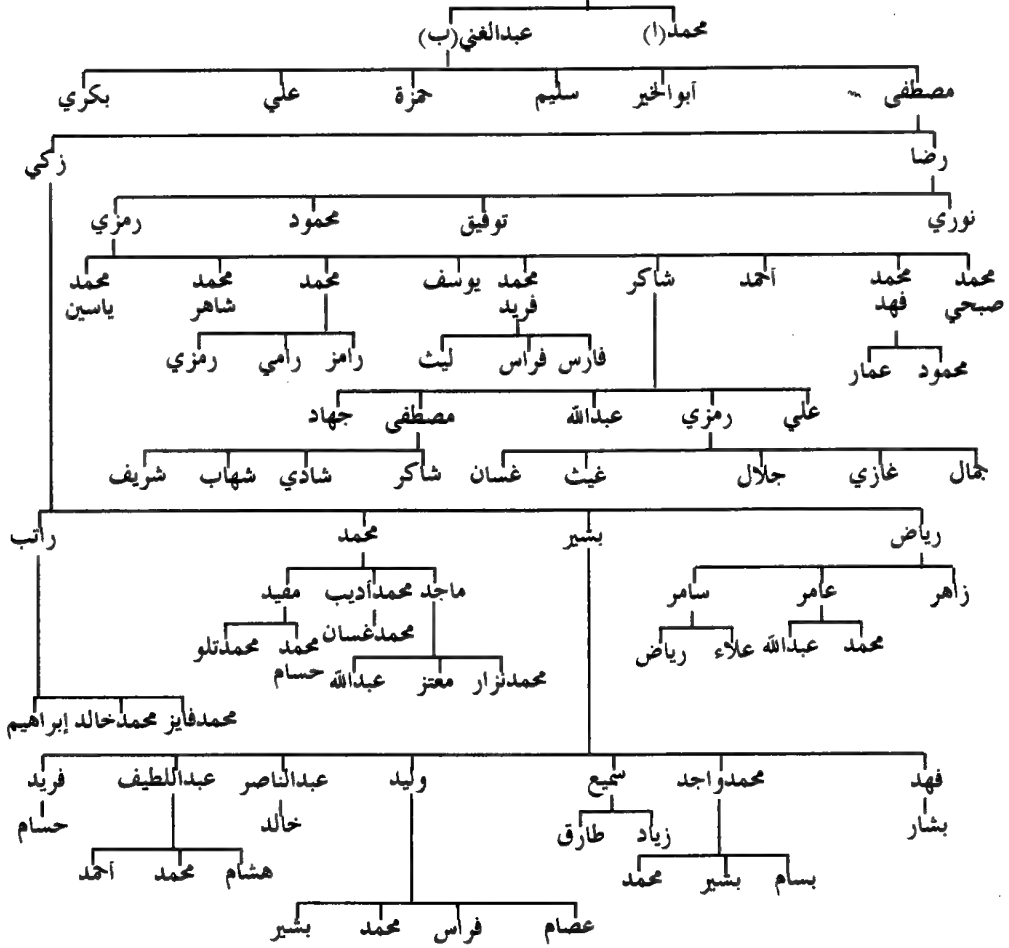 محمد (ا) عبدالغني (ب)
مصطفى أبوالخير سليم حمزة علي بكري
رضا زكي
نوري توفيق محمود رمزي
محمد صبحي محمد فهد أحمد شاكر محمد فريد يوسف محمد محمد شاهر محمد ياسين
محمود عمار فارس فراس ليث رامز رامي رمزي
علي رمزي عبدالله مصطفى جهاد
جمال غازي جلال غيث غسان شاكر شادي شهاب شريف
رياض بشير محمد راتب
زاهر عامر سامر ماجد محمدأديب مفيد
محمد عبدالله علاء رياض محمدغسان محمد حسام محمدتلو
محمدنزار معتز عبدالله
محمدفايز محمدخالد إبراهيم
فهد محمدواجد سميع وليد عبدالناصر عبداللطيف فريد
بشار زياد طارق خالد حسام
بسام بشير محمد هشام محمد أحمد
عصام فراس محمد بشير